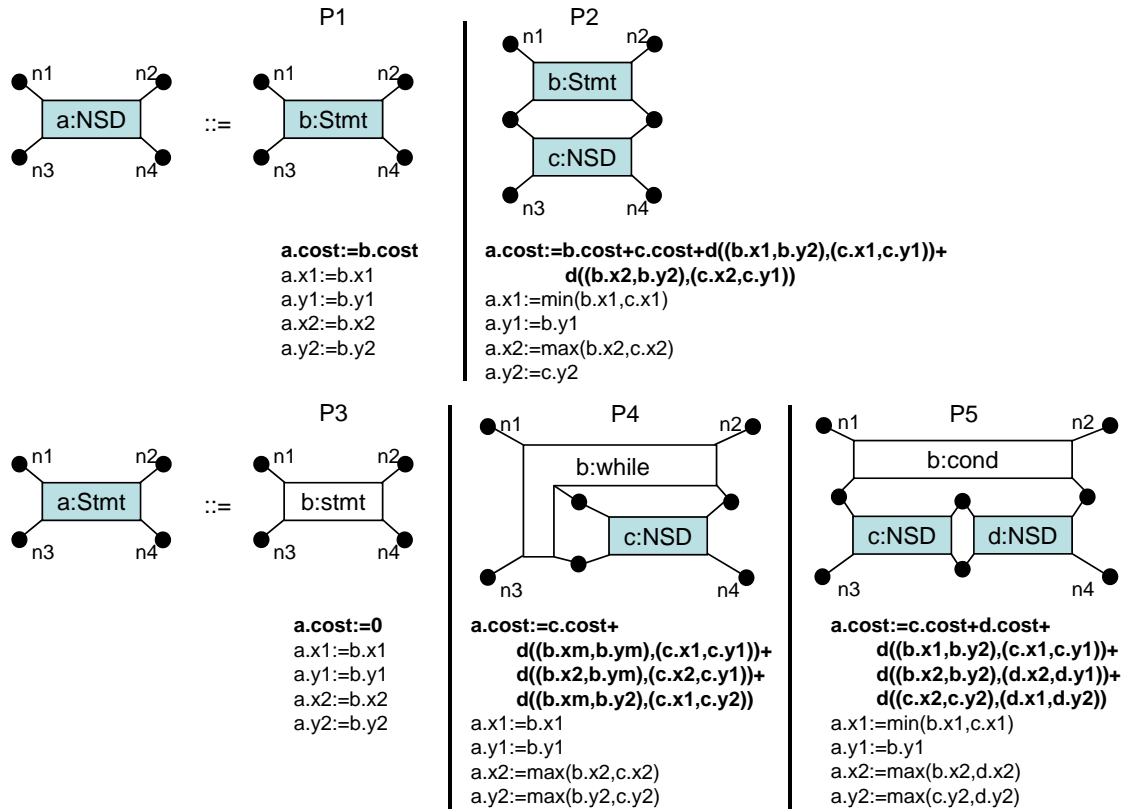 P1
P2
n1
n2
a:NSD
n3
n4
::=
n1
n2
b:Stmt
n3
n4
n1
n2
b:Stmt
c:NSD
n3
n4
a.cost:=b.cost
a.x1:=b.x1
a.y1:=b.y1
a.x2:=b.x2
a.y2:=b.y2
a.cost:=b.cost+c.cost+d((b.x1,b.y2),(c.x1,c.y1))+
d((b.x2,b.y2),(c.x2,c.y1))
a.x1:=min(b.x1,c.x1)
a.y1:=b.y1
a.x2:=max(b.x2,c.x2)
a.y2:=c.y2
P3
P4
P5
n1
n2
a:Stmt
n3
n4
::=
n1
n2
b:stmt
n3
n4
n1
n2
b:while
c:NSD
n3
n4
n1
n2
b:cond
c:NSD
d:NSD
n3
n4
a.cost:=0
a.x1:=b.x1
a.y1:=b.y1
a.x2:=b.x2
a.y2:=b.y2
a.cost:=c.cost+
d((b.xm,b.ym),(c.x1,c.y1))+
d((b.x2,b.ym),(c.x2,c.y1))+
d((b.xm,b.y2),(c.x1,c.y2))
a.x1:=b.x1
a.y1:=b.y1
a.x2:=max(b.x2,c.x2)
a.y2:=max(b.y2,c.y2)
a.cost:=c.cost+d.cost+
d((b.x1,b.y2),(c.x1,c.y1))+
d((b.x2,b.y2),(d.x2,d.y1))+
d((c.x2,c.y2),(d.x1,d.y2))
a.x1:=min(b.x1,c.x1)
a.y1:=b.y1
a.x2:=max(b.x2,d.x2)
a.y2:=max(c.y2,d.y2)